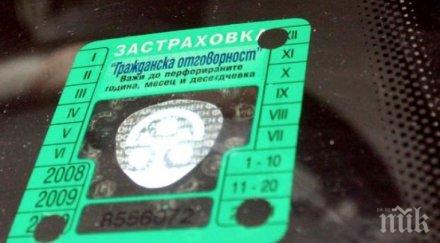 ЗАСТРАХОВКА
"Гражданска отговорност"
Важи до перфорираните
година, месец и десетдневка
I
II
III
IV
V
VI
2008
2009
XII
XI
X
IX
VIII
VII
1 - 10
11 - 20
8556072
пик